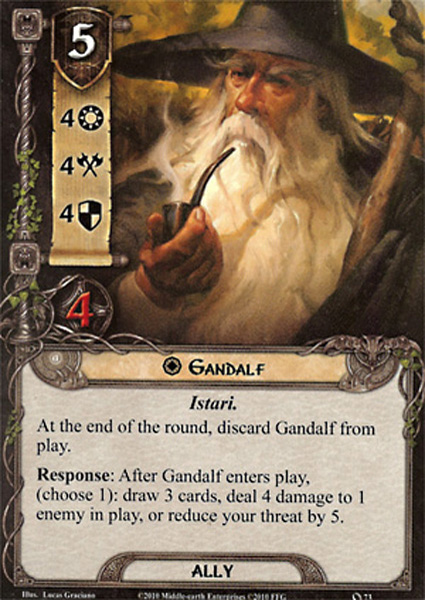 5
4
4
4
4
GANDALF
Istari.
At the end of the round, discard Gandalf from
play.
Response: After Gandalf enters play,
(choose 1): draw 3 cards, deal 4 damage to 1
enemy in play, or reduce your threat by 5.
ALLY
Illus. Lucas Graciano ©2010 Middle-earth Enterprises ©2010 FFG 73